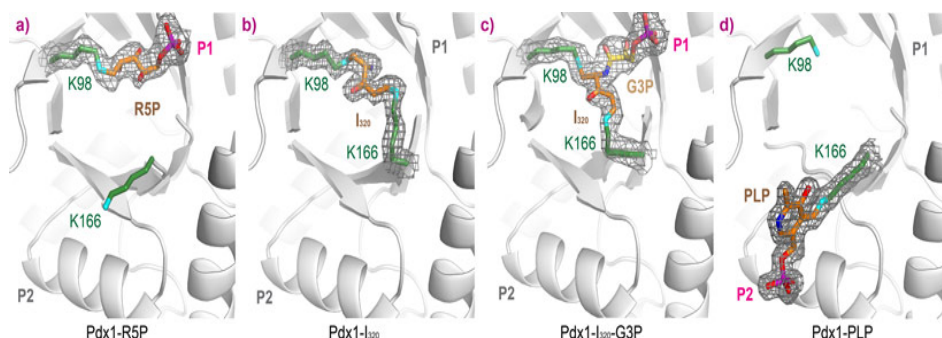 a)
P1
K98
R5P
K166
P2
Pdx1-R5P
b)
P1
K98
I320
K166
P2
Pdx1-I320
c)
P1
K98
G3P
I320
K166
P2
Pdx1-I320-G3P
d)
P1
K98
K166
PLP
P2
Pdx1-PLP